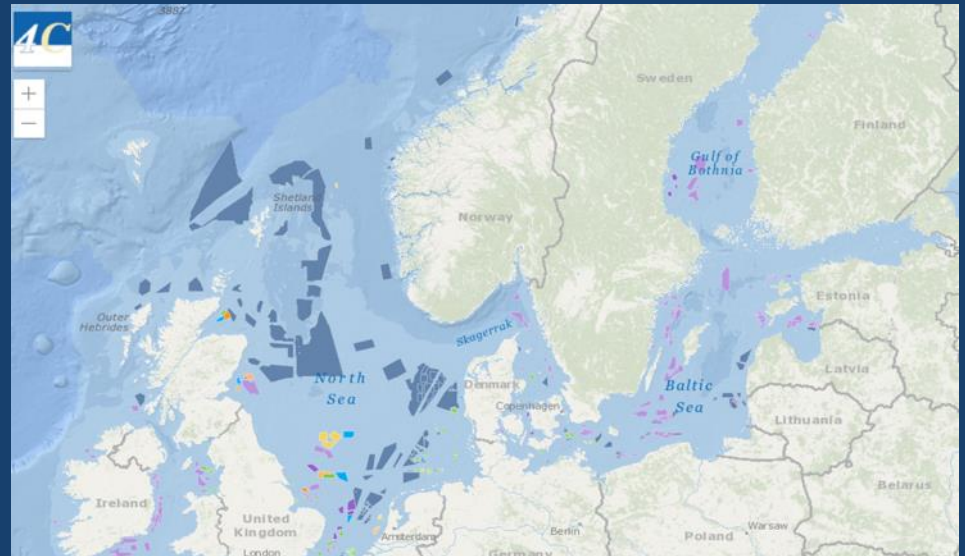 3887
4C
+
−
Sweden
Finland
Gulf of
Bothnia
Shetland
Islands
Norway
Outer
Hebrides
Estonia
Skagerrak
Latvia
North
Sea
Denmark
Baltic
Sea
Copenhagen
Lithuania
Belarus
Ireland
United
Kingdom
Amsterdam
Berlin
Warsaw
Poland
London
Germany